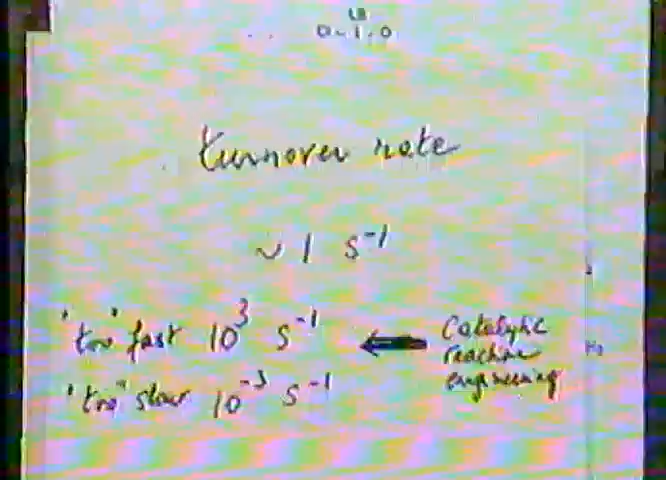 turnover rate
~ 1 s⁻¹
"too" fast 10³ s⁻¹
"too" slow 10⁻³ s⁻¹
Catalytic
reaction
engineering